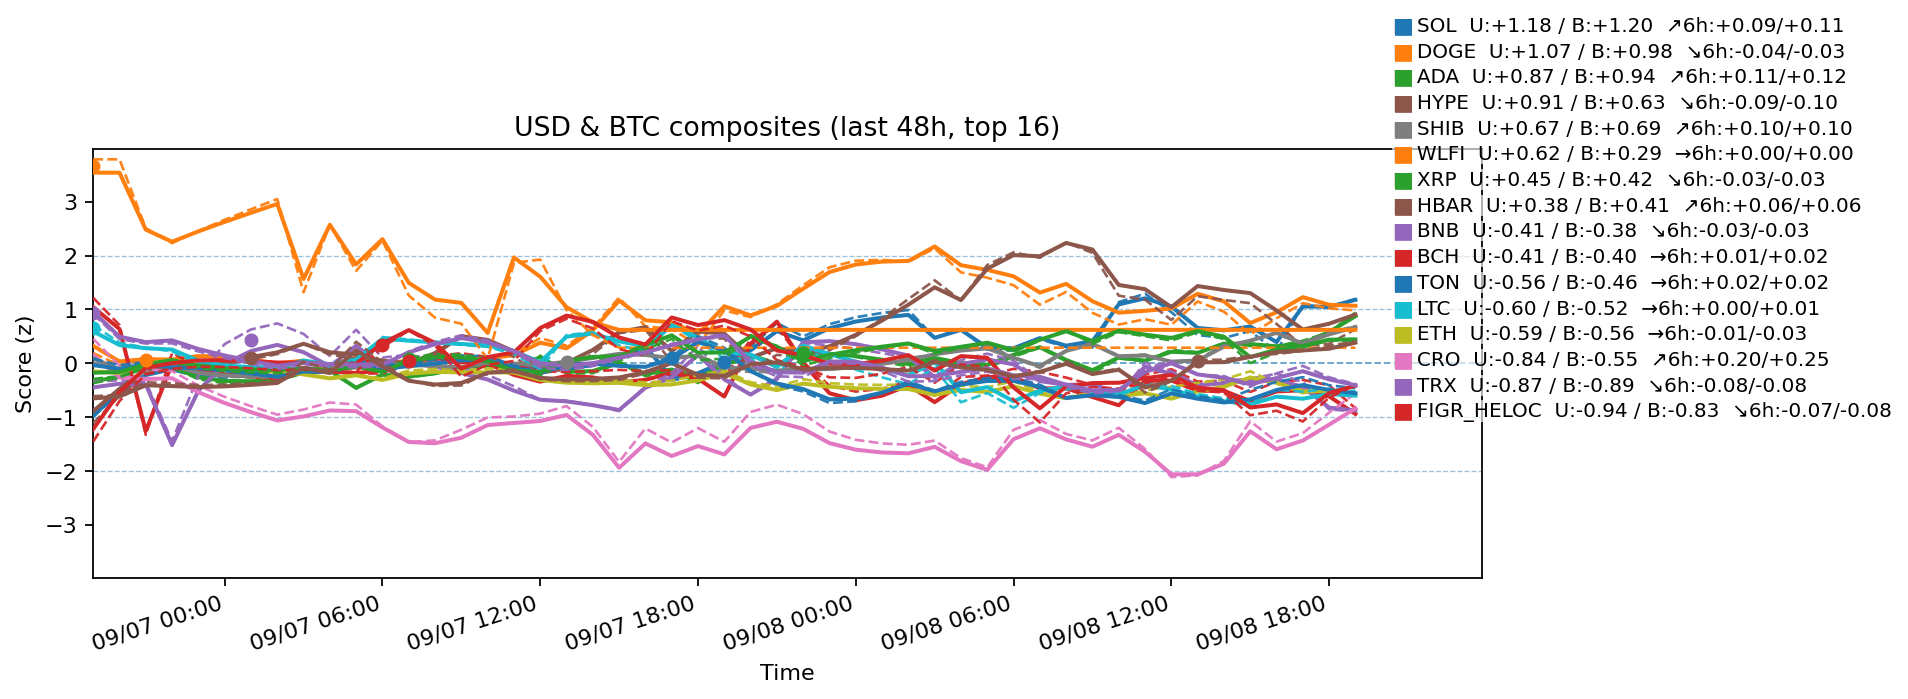 SOL U:+1.18 / B:+1.20 ↗6h:+0.09/+0.11
DOGE U:+1.07 / B:+0.98 ↘6h:-0.04/-0.03
ADA U:+0.87 / B:+0.94 ↗6h:+0.11/+0.12
HYPE U:+0.91 / B:+0.63 ↘6h:-0.09/-0.10
SHIB U:+0.67 / B:+0.69 ↗6h:+0.10/+0.10
WLFI U:+0.62 / B:+0.29 →6h:+0.00/+0.00
XRP U:+0.45 / B:+0.42 ↘6h:-0.03/-0.03
HBAR U:+0.38 / B:+0.41 ↗6h:+0.06/+0.06
BNB U:-0.41 / B:-0.38 ↘6h:-0.03/-0.03
BCH U:-0.41 / B:-0.40 →6h:+0.01/+0.02
TON U:-0.56 / B:-0.46 →6h:+0.02/+0.02
LTC U:-0.60 / B:-0.52 →6h:+0.00/+0.01
ETH U:-0.59 / B:-0.56 →6h:-0.01/-0.03
CRO U:-0.84 / B:-0.55 ↗6h:+0.20/+0.25
TRX U:-0.87 / B:-0.89 ↘6h:-0.08/-0.08
FIGR_HELOC U:-0.94 / B:-0.83 ↘6h:-0.07/-0.08
USD & BTC composites (last 48h, top 16)
Score (z)
3
2
1
0
−1
−2
−3
09/07 00:00
09/07 06:00
09/07 12:00
09/07 18:00
09/08 00:00
09/08 06:00
09/08 12:00
09/08 18:00
Time